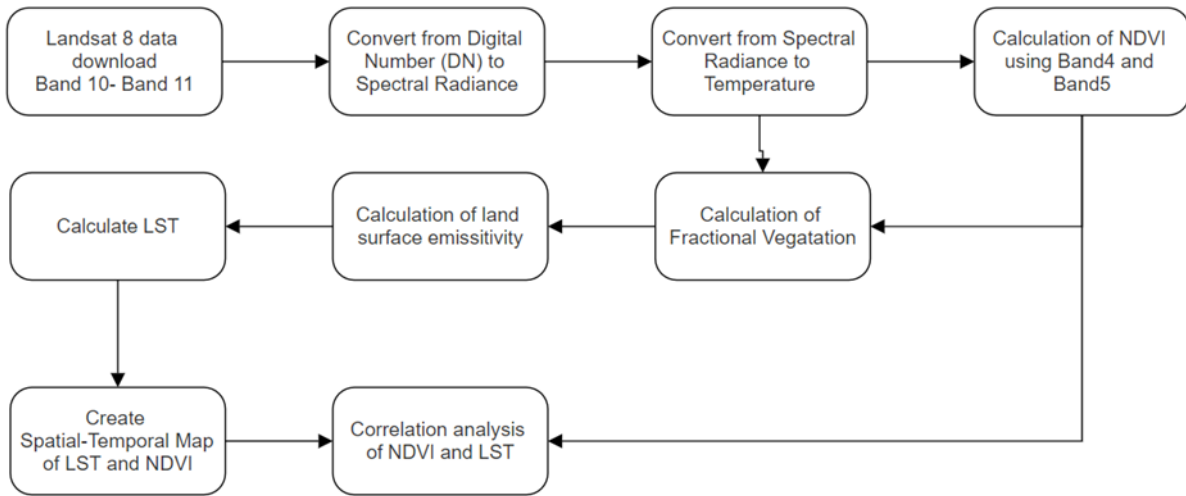 Landsat 8 data
download
Band 10- Band 11
Convert from Digital
Number (DN) to
Spectral Radiance
Convert from Spectral
Radiance to
Temperature
Calculation of NDVI
using Band4 and
Band5
Calculate LST
Calculation of land
surface emissitivity
Calculation of
Fractional Vegatation
Create
Spatial-Temporal Map
of LST and NDVI
Correlation analysis
of NDVI and LST